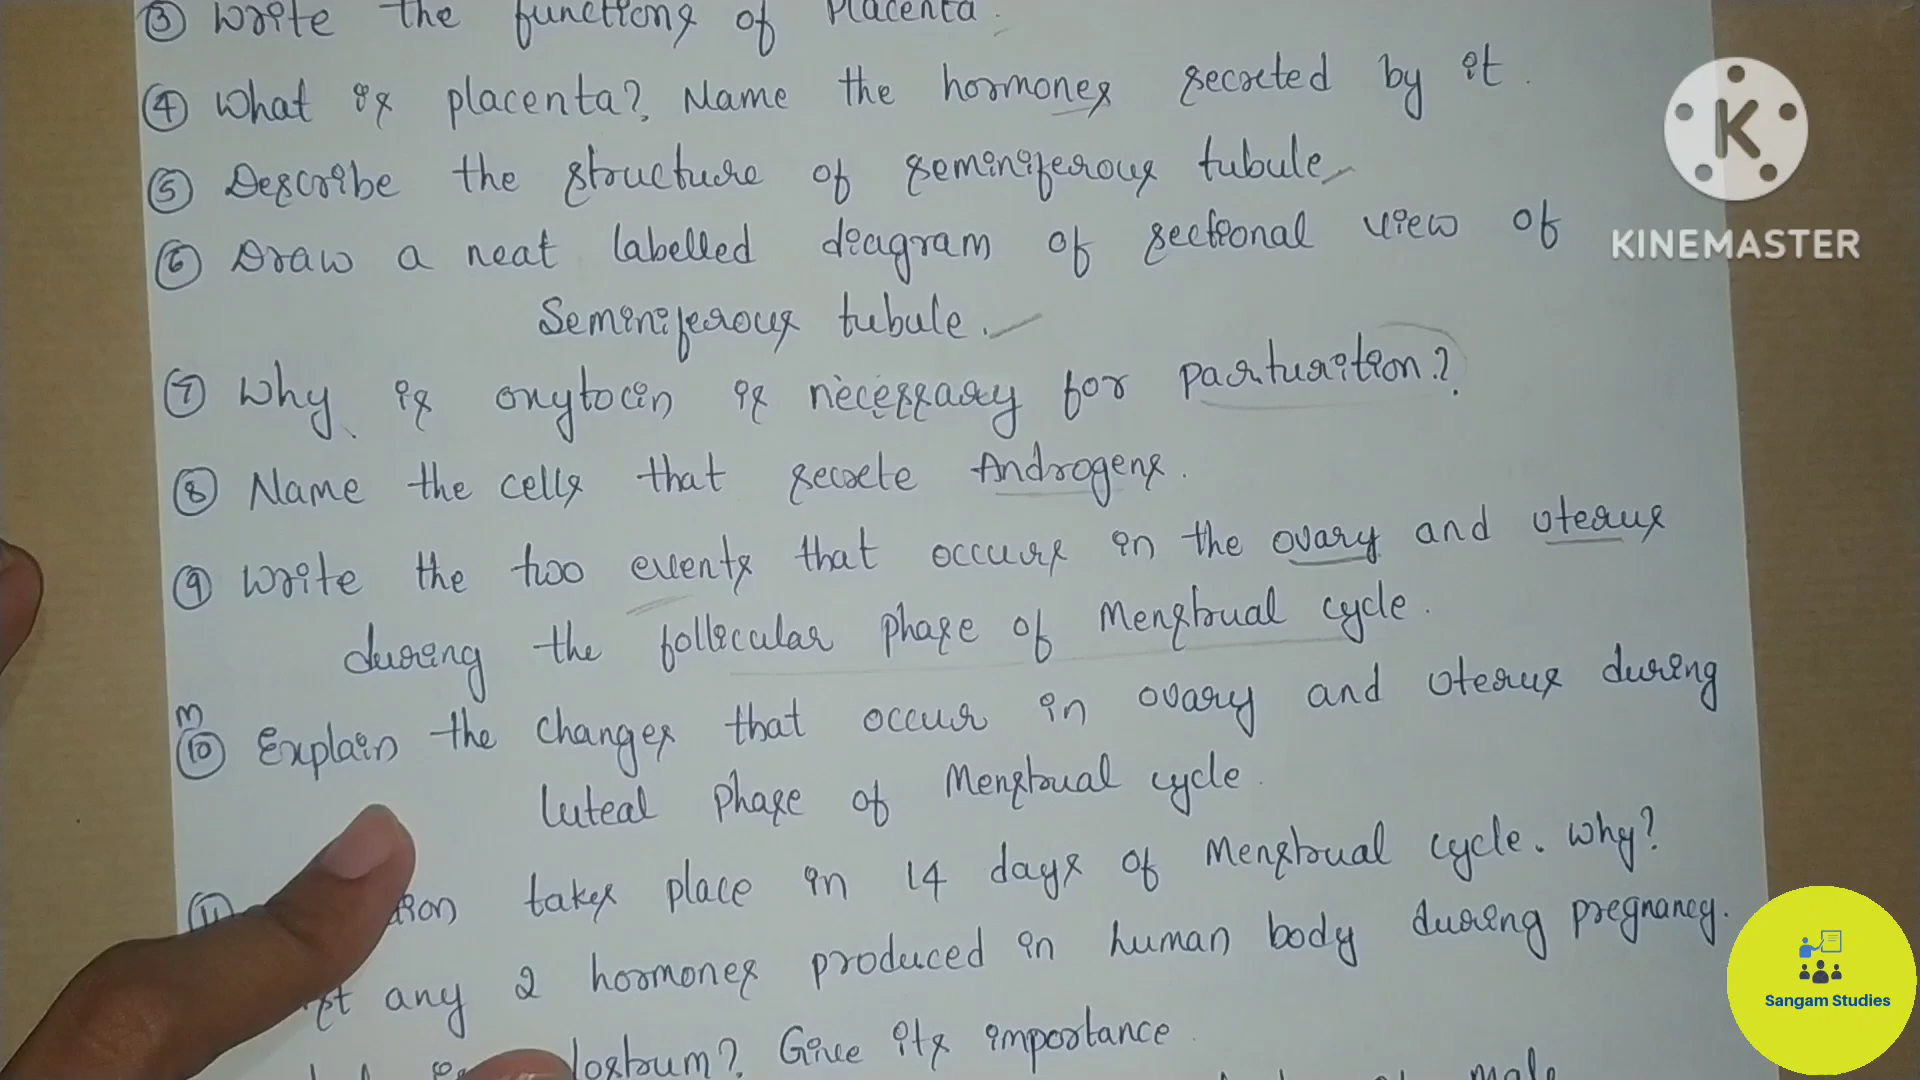 ③ Write the functions of Placenta.
④ What is placenta? Name the hormones secreted by it.
⑤ Describe the structure of seminiferous tubule
⑥ Draw a neat labelled diagram of sectional view of
Seminiferous tubule.
⑦ Why is oxytocin is necessary for parturition?
⑧ Name the cells that secrete Androgens.
⑨ Write the two events that occurs in the ovary and uterus
during the follicular phase of Menstrual cycle.
M
⑩ Explain the changes that occur in ovary and uterus during
luteal phase of Menstrual cycle.
⑪ takes place in 14 days of Menstrual cycle. Why?
any 2 hormones produced in human body during pregnancy.
Give its importance
male
KINEMASTER
Sangam Studies